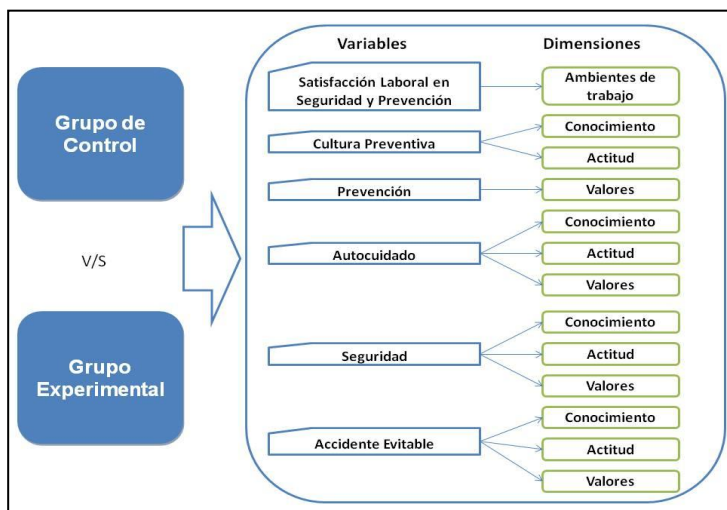 Grupo de
Control
V/S
Grupo
Experimental
Variables
Dimensiones
Satisfacción Laboral en
Seguridad y Prevención
Ambientes de
trabajo
Cultura Preventiva
Conocimiento
Actitud
Prevención
Valores
Autocuidado
Conocimiento
Actitud
Valores
Seguridad
Conocimiento
Actitud
Valores
Accidente Evitable
Conocimiento
Actitud
Valores